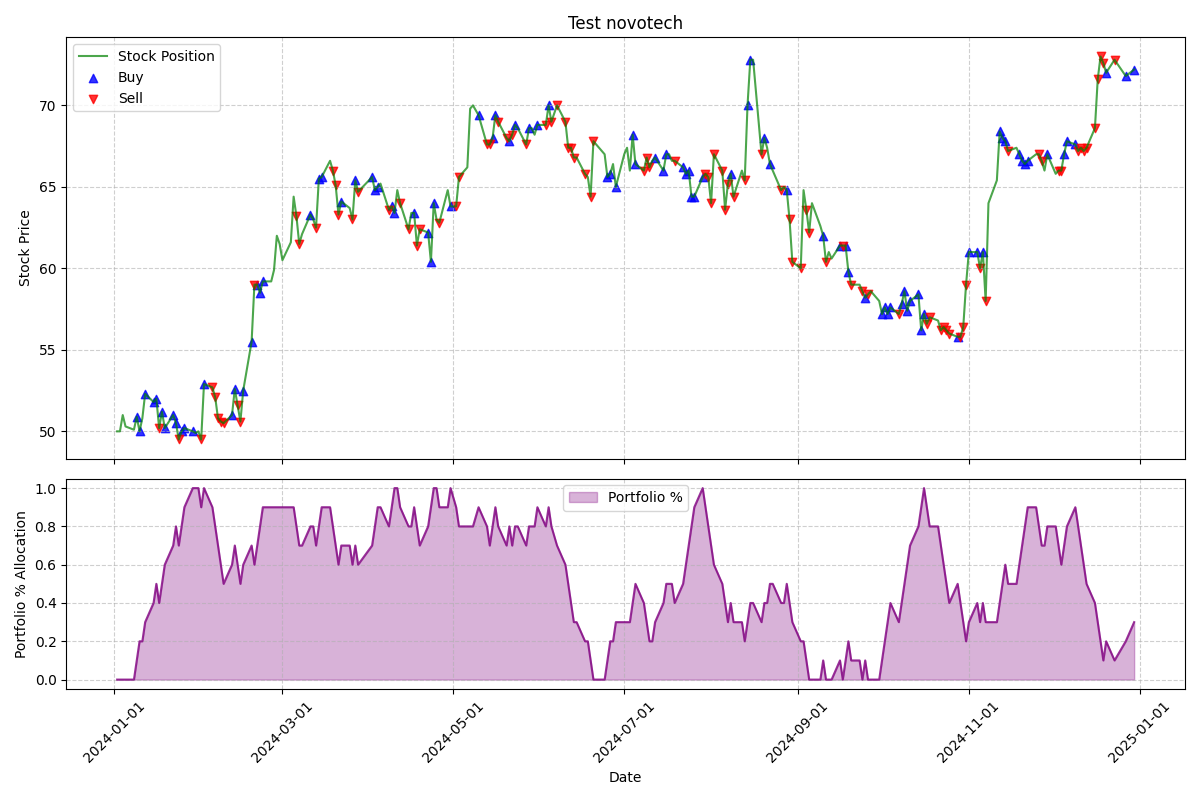 Test novotech
Stock Position
Buy
Sell
Stock Price
70
65
60
55
50
Portfolio %
Portfolio % Allocation
1.0
0.8
0.6
0.4
0.2
0.0
2024-01-01
2024-03-01
2024-05-01
2024-07-01
2024-09-01
2024-11-01
2025-01-01
Date